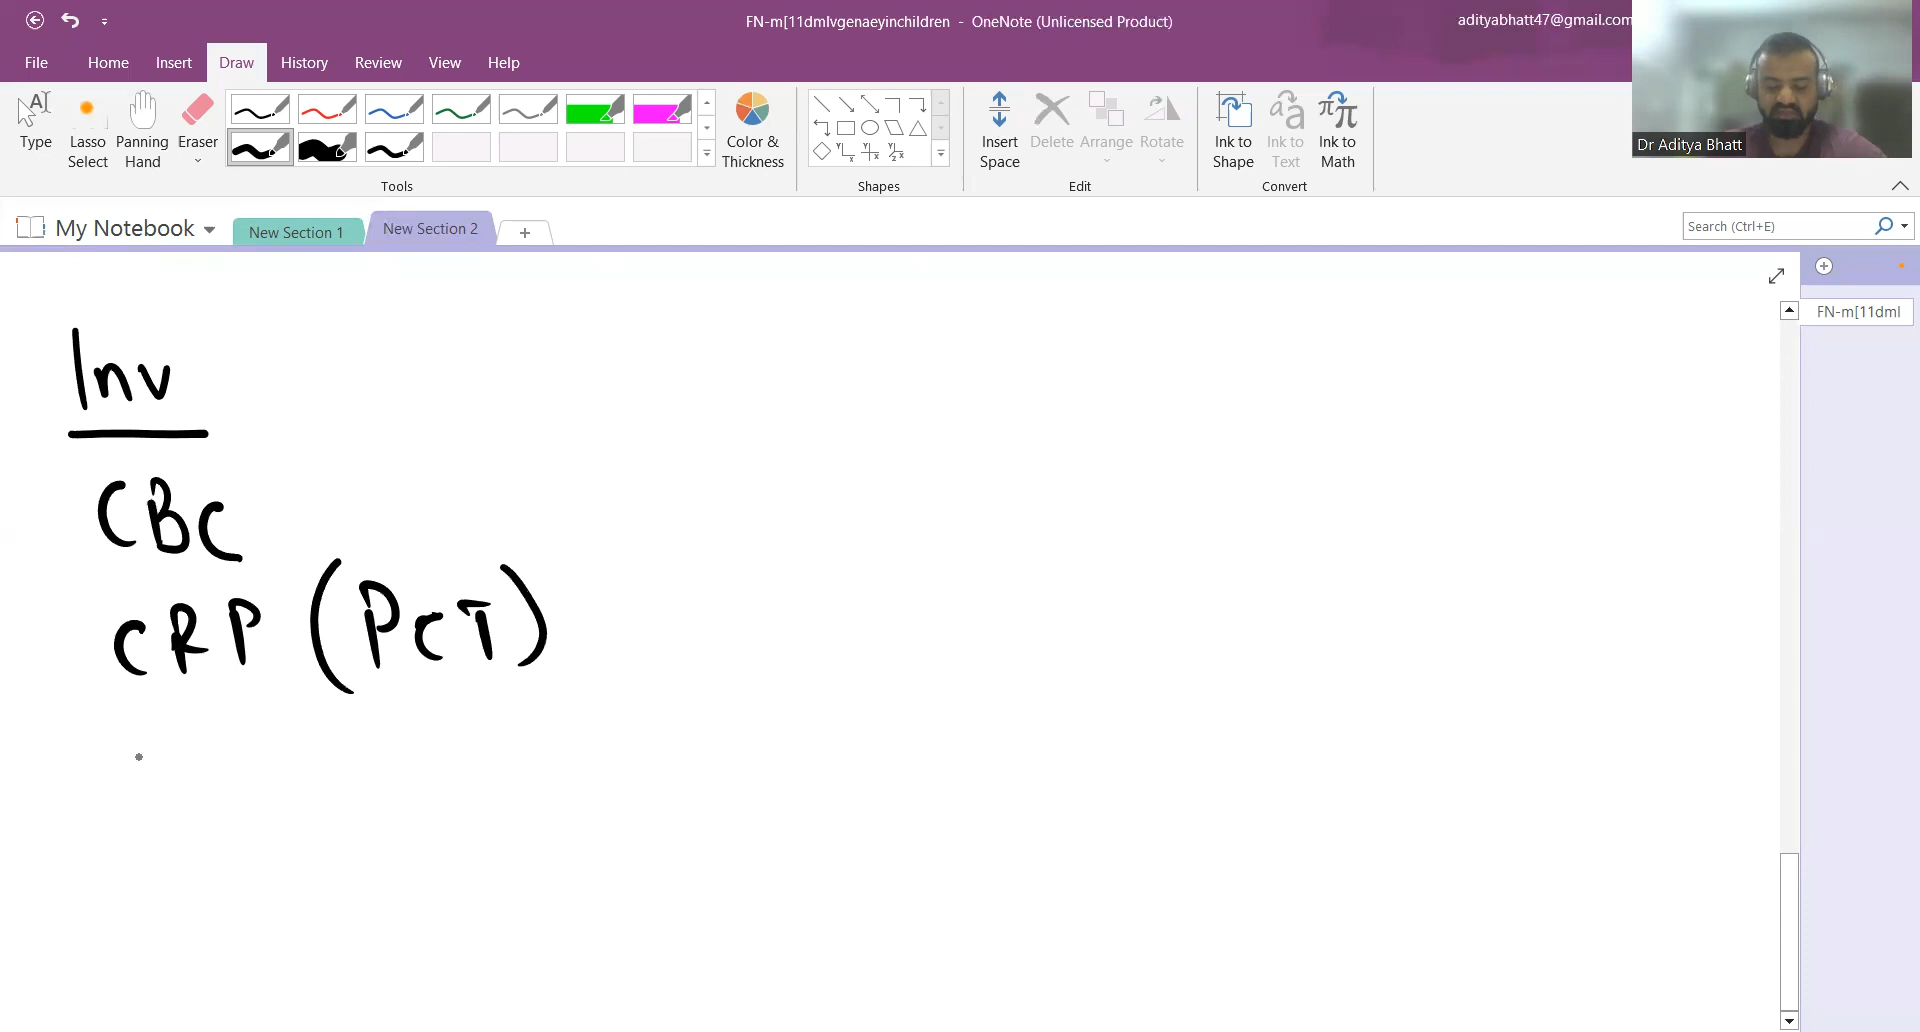 FN-m[11dmlvgenaeyinchildren - OneNote (Unlicensed Product)
adityabhatt47@gmail.com
File Home Insert Draw History Review View Help
Type
Lasso Select
Panning Hand
Eraser
Color & Thickness
Insert Space
Delete
Arrange
Rotate
Ink to Shape
Ink to Text
Ink to Math
Tools Shapes Edit Convert
Dr Aditya Bhatt
My Notebook New Section 1 New Section 2 +
Search (Ctrl+E)
FN-m[11dml
Inv
CBC
CRP (PCT)